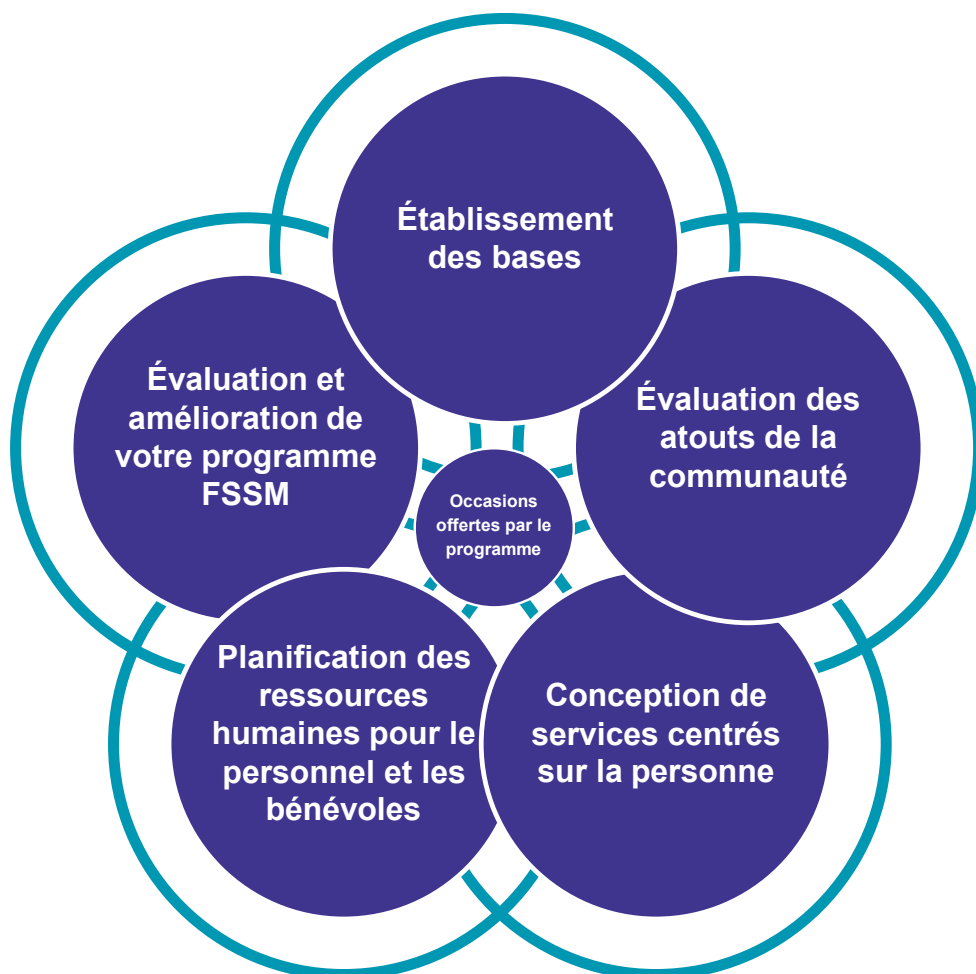 Établissement
des bases
Évaluation des
atouts de la
communauté
Conception de
services centrés
sur la personne
Planification des
ressources
humaines pour le
personnel et les
bénévoles
Évaluation et
amélioration de
votre programme
FSSM
Occasions
offertes par le
programme